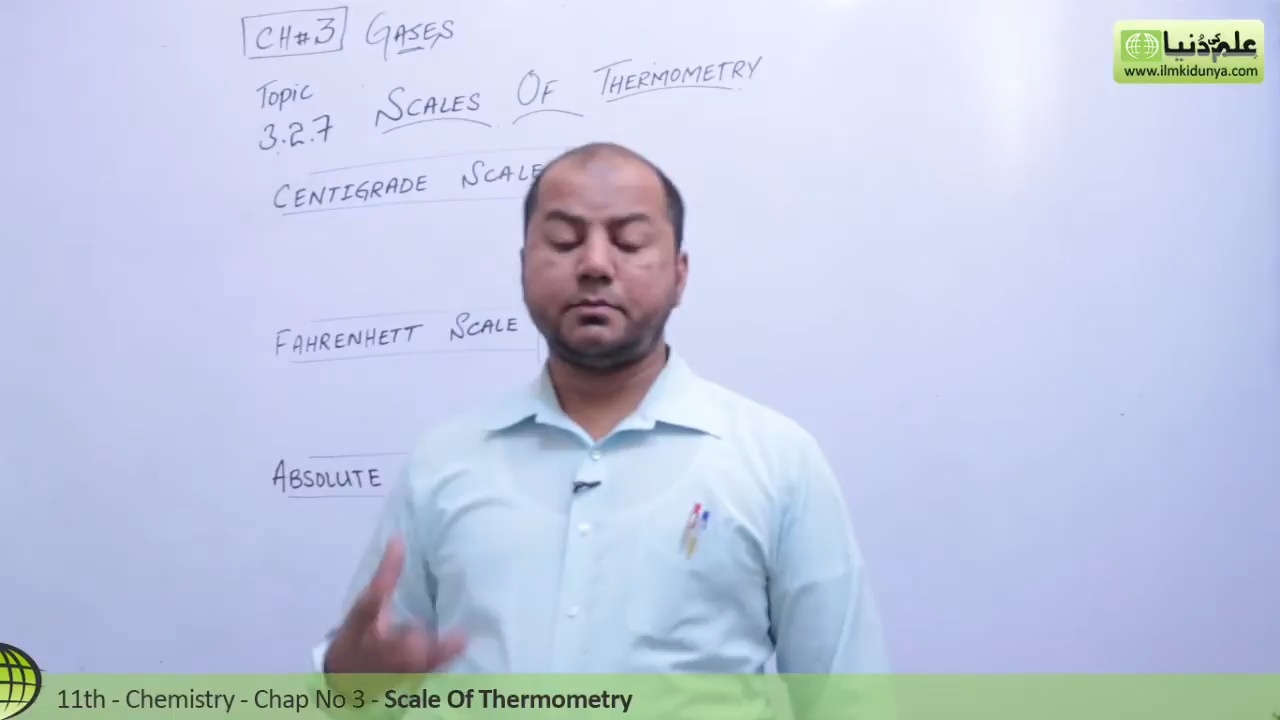 CH#3 GASES
Topic
3.2.7 SCALES OF THERMOMETRY
CENTIGRADE SCALE
FAHRENHETT SCALE
ABSOLUTE
علم کی دُنیا
www.ilmkidunya.com
11th - Chemistry - Chap No 3 - Scale Of Thermometry